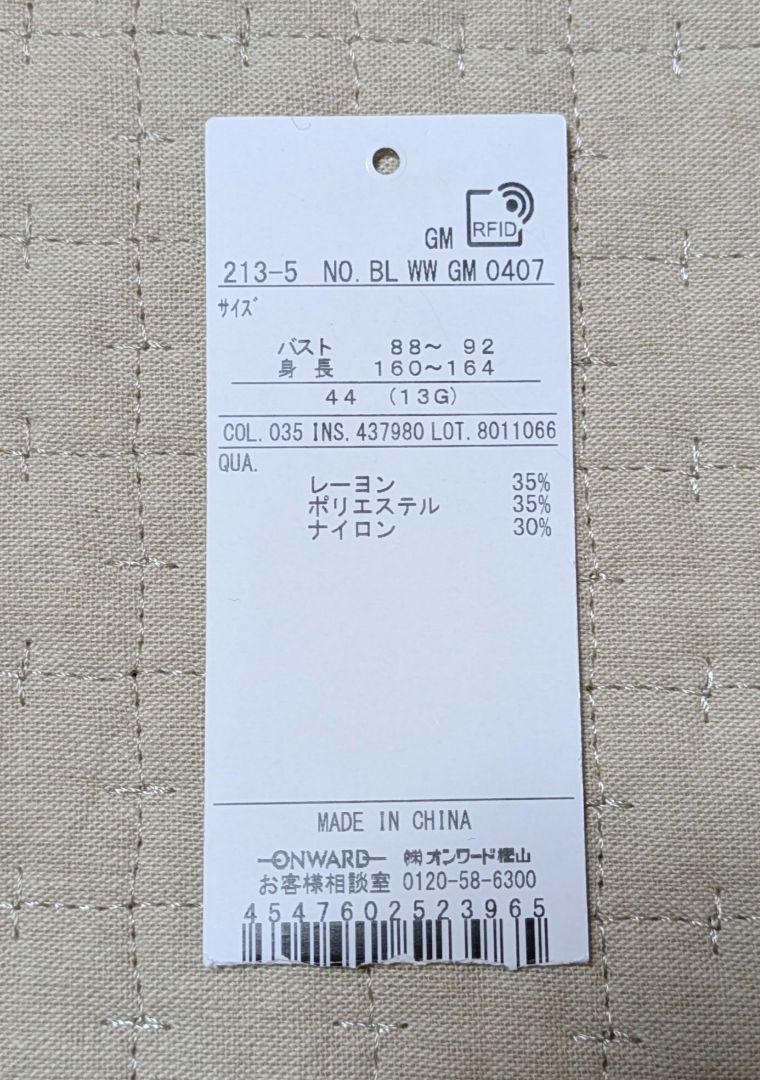 RFID
GM
213-5 NO. BL WW GM 0407
サイズ
バスト 88～ 92
身 長 160～164
44 (13G)
COL. 035 INS. 437980 LOT. 8011066
QUA.
レーヨン 35%
ポリエステル 35%
ナイロン 30%
MADE IN CHINA
ONWARD ㈱オンワード樫山
お客様相談室 0120-58-6300
4547602523965